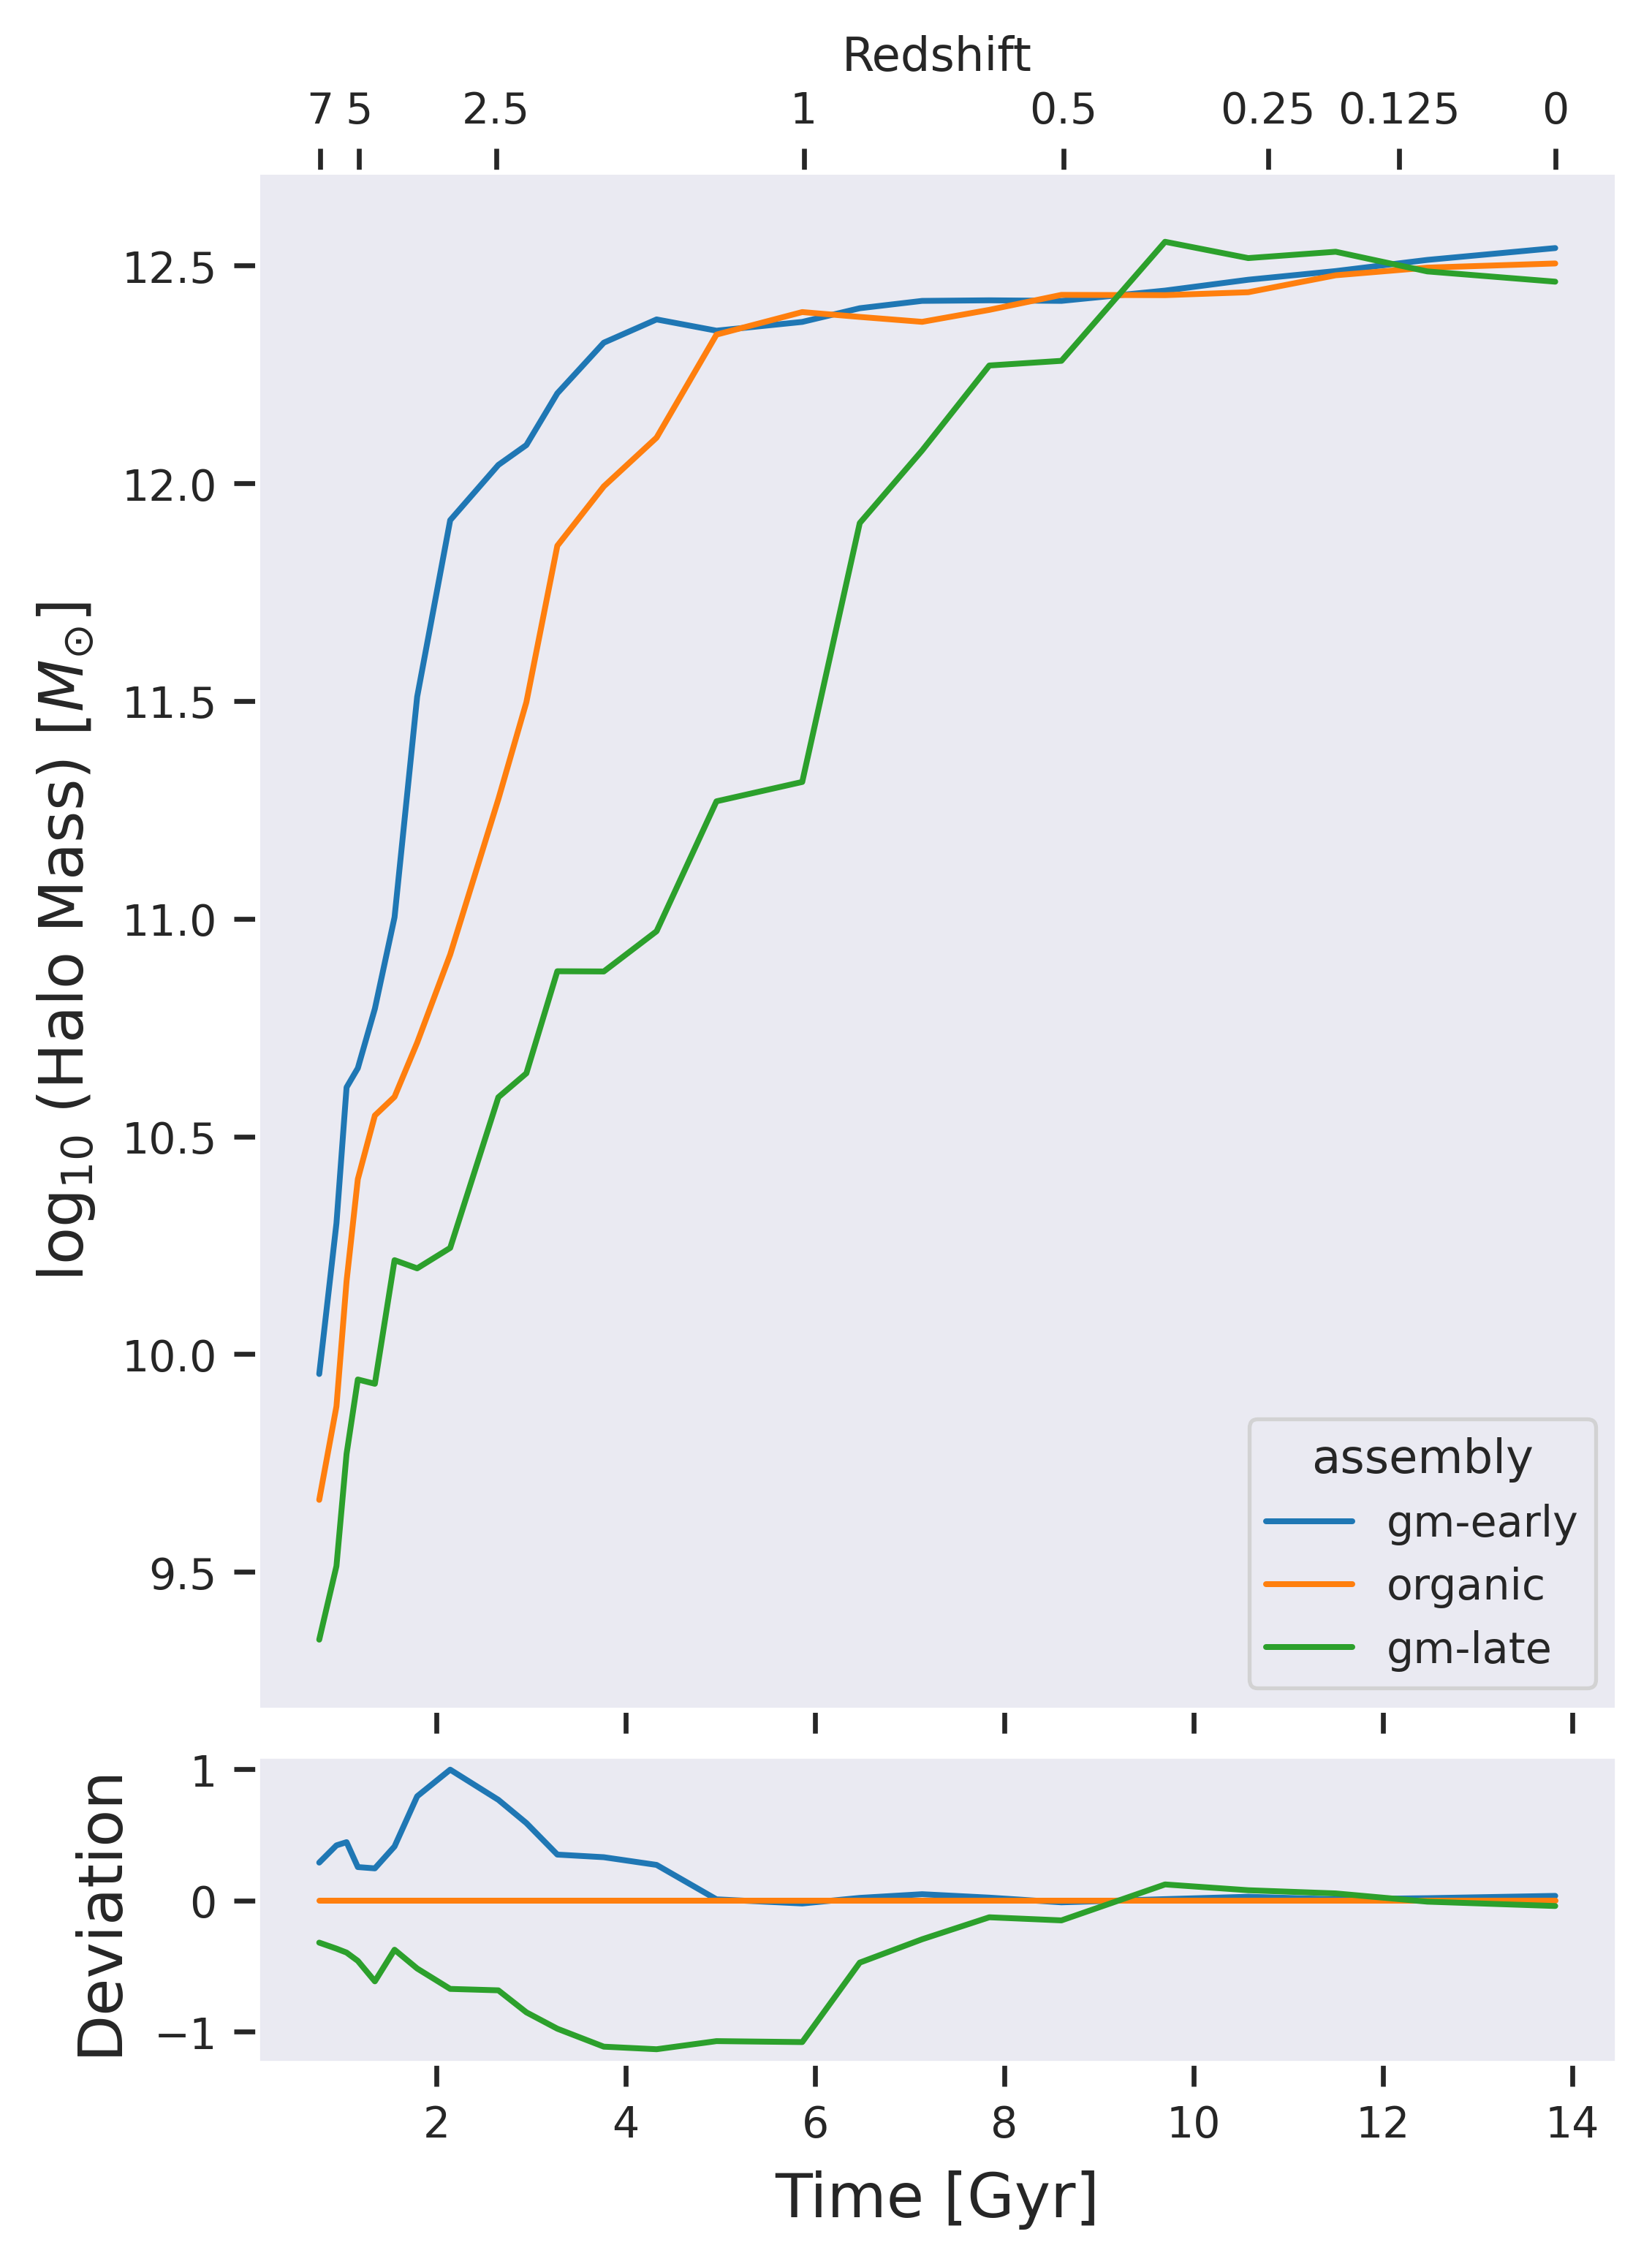 Redshift
7 5 2.5 1 0.5 0.25 0.125 0
log₁₀ (Halo Mass) [M⊙]
12.5
12.0
11.5
11.0
10.5
10.0
9.5
assembly
gm-early
organic
gm-late
Deviation
1
0
−1
2 4 6 8 10 12 14
Time [Gyr]